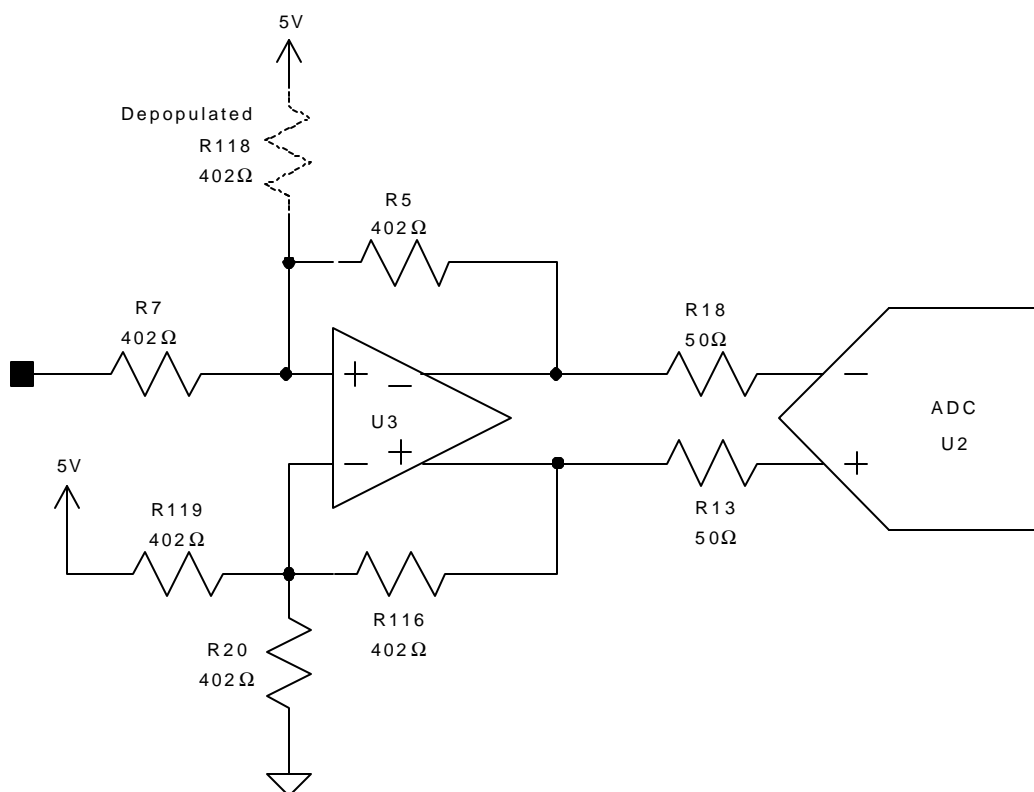 5V
Depopulated
R118
402Ω
R5
402Ω
R7
402Ω
R18
50Ω
+
−
−
U3
+
−
ADC
U2
+
5V
R119
402Ω
R13
50Ω
R116
402Ω
R20
402Ω